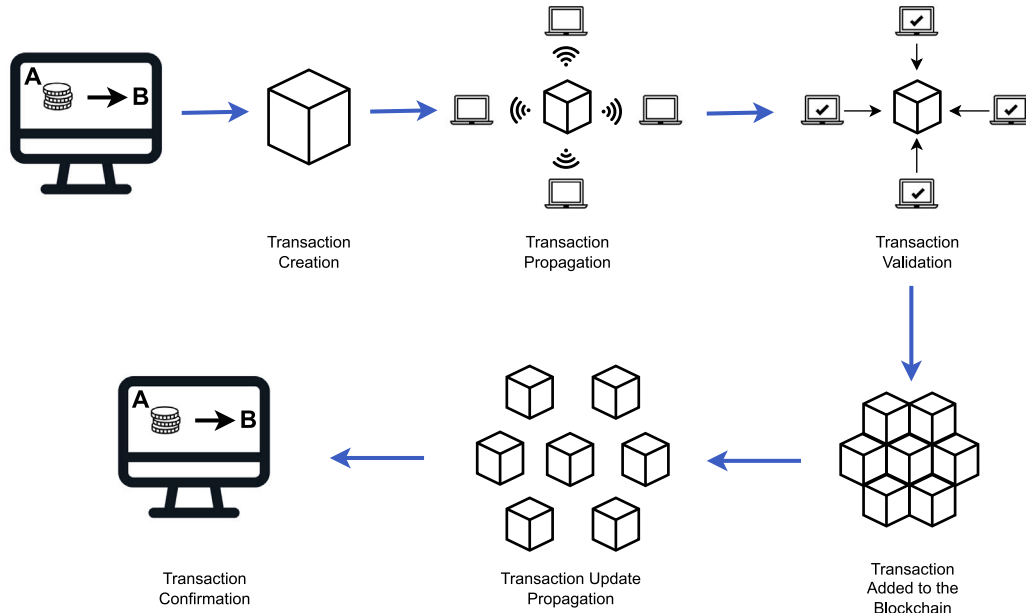 A
B
Transaction
Creation
Transaction
Propagation
Transaction
Validation
A
B
Transaction
Confirmation
Transaction Update
Propagation
Transaction
Added to the
Blockchain